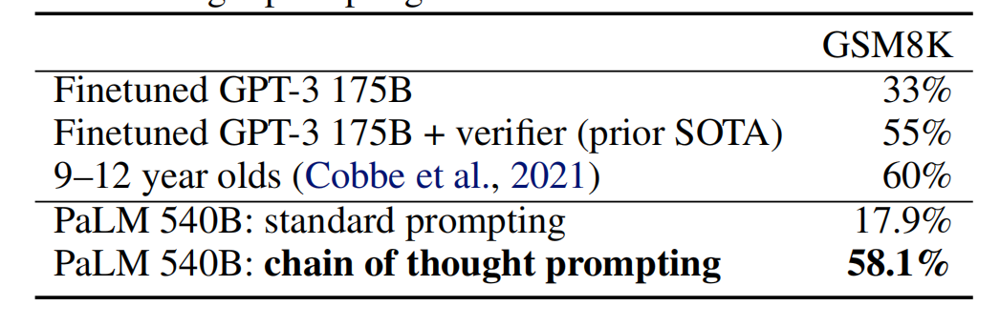 GSM8K
Finetuned GPT-3 175B 33%
Finetuned GPT-3 175B + verifier (prior SOTA) 55%
9–12 year olds (Cobbe et al., 2021) 60%
PaLM 540B: standard prompting 17.9%
PaLM 540B: chain of thought prompting 58.1%